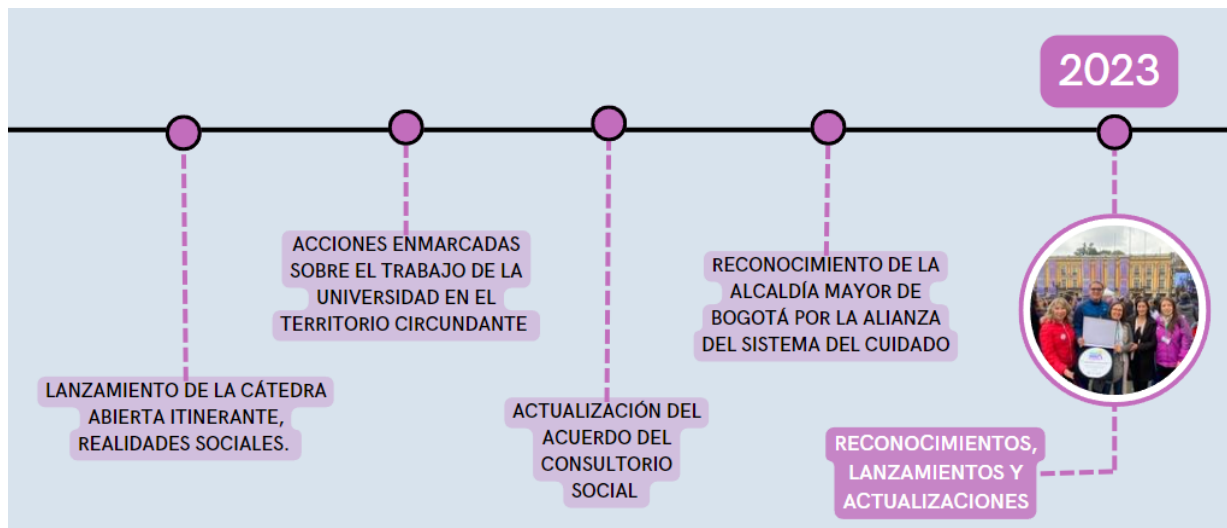 2023
LANZAMIENTO DE LA CÁTEDRA
ABIERTA ITINERANTE,
REALIDADES SOCIALES.
ACCIONES ENMARCADAS
SOBRE EL TRABAJO DE LA
UNIVERSIDAD EN EL
TERRITORIO CIRCUNDANTE
ACTUALIZACIÓN DEL
ACUERDO DEL
CONSULTORIO
SOCIAL
RECONOCIMIENTO DE LA
ALCALDÍA MAYOR DE
BOGOTÁ POR LA ALIANZA
DEL SISTEMA DEL CUIDADO
RECONOCIMIENTOS,
LANZAMIENTOS Y
ACTUALIZACIONES